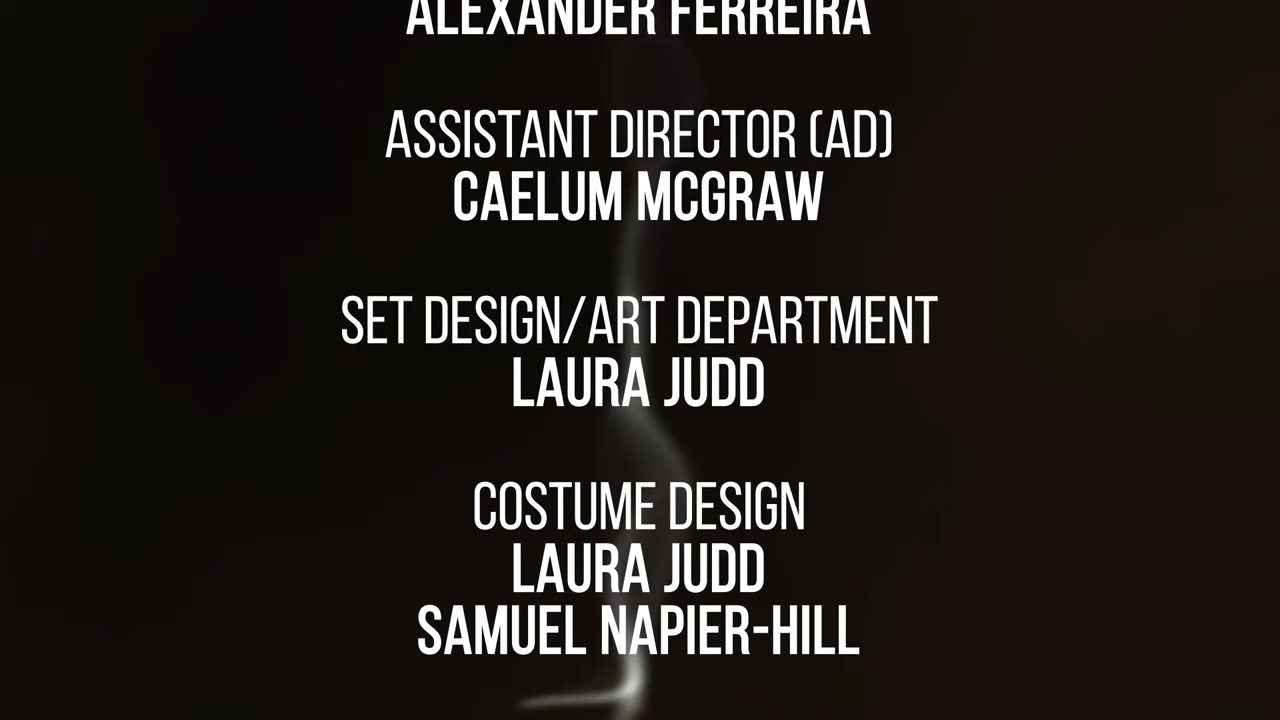 ALEXANDER FERREIRA
ASSISTANT DIRECTOR (AD)
CAELUM MCGRAW
SET DESIGN/ART DEPARTMENT
LAURA JUDD
COSTUME DESIGN
LAURA JUDD
SAMUEL NAPIER-HILL